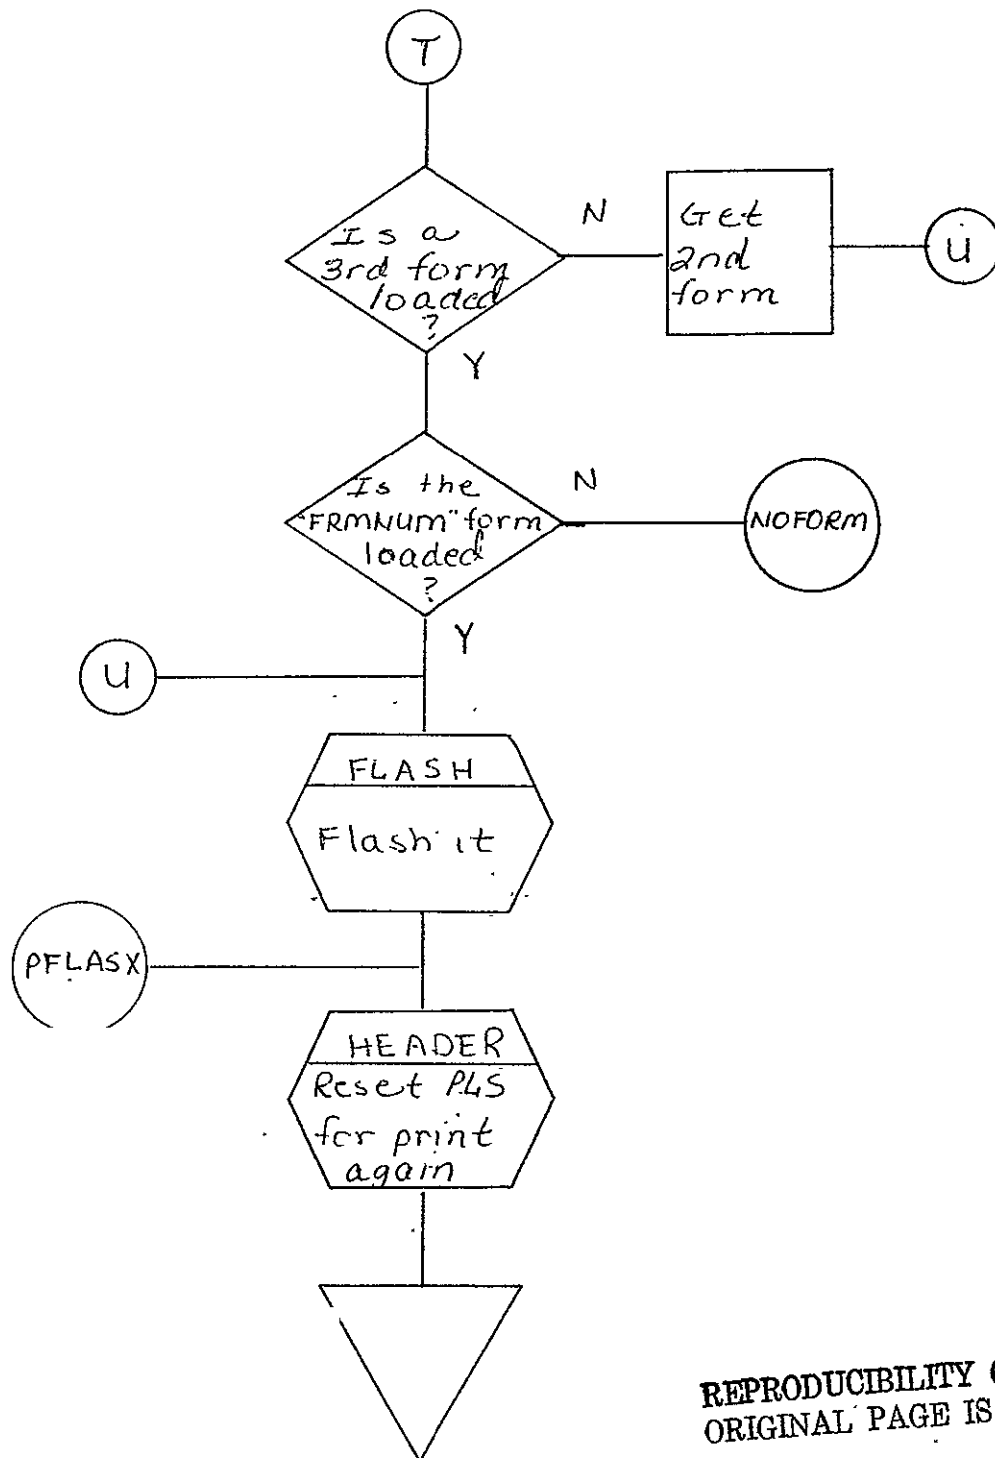 T
Is a
3rd form
loaded
?
N
Get
2nd
form
U
Y
Is the
"FRMNUM" form
loaded
?
N
NOFORM
Y
U
FLASH
Flash it
PFLASX
HEADER
Reset P4S
for print
again
REPRODUCIBILITY
ORIGINAL PAGE IS